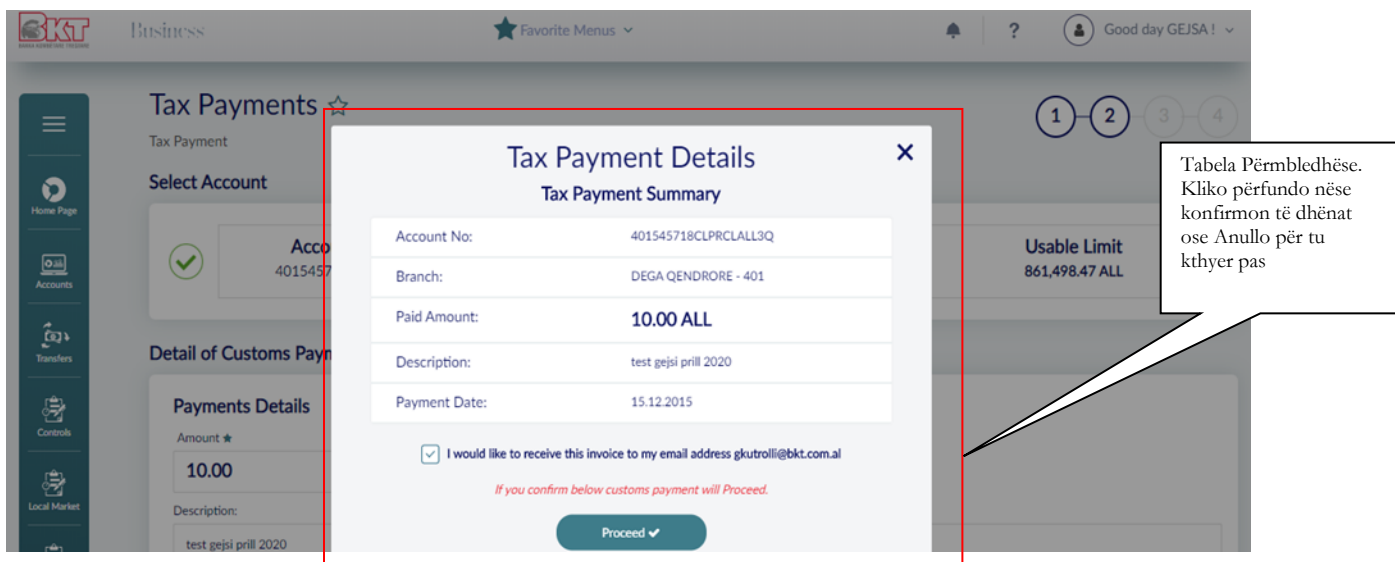 BKT
Business
Favorite Menus
?
Good day GEJSA !
Tax Payments
Tax Payment
1
2
3
4
Select Account
Home Page
Accounts
Transfers
Controls
Local Market
Acco
4015457
Usable Limit
861,498.47 ALL
Detail of Customs Payn
Payments Details
Amount
10.00
Description:
test gejsi prill 2020
Tax Payment Details
Tax Payment Summary
Account No: 401545718CLPRCLALL3Q
Branch: DEGA QENDRORE - 401
Paid Amount: 10.00 ALL
Description: test gejsi prill 2020
Payment Date: 15.12.2015
I would like to receive this invoice to my email address gkutrolli@bkt.com.al
If you confirm below customs payment will Proceed.
Proceed
Tabela Përmbledhëse.
Kliko përfundo nëse
konfirmon të dhënat
ose Anullo për tu
kthyer pas